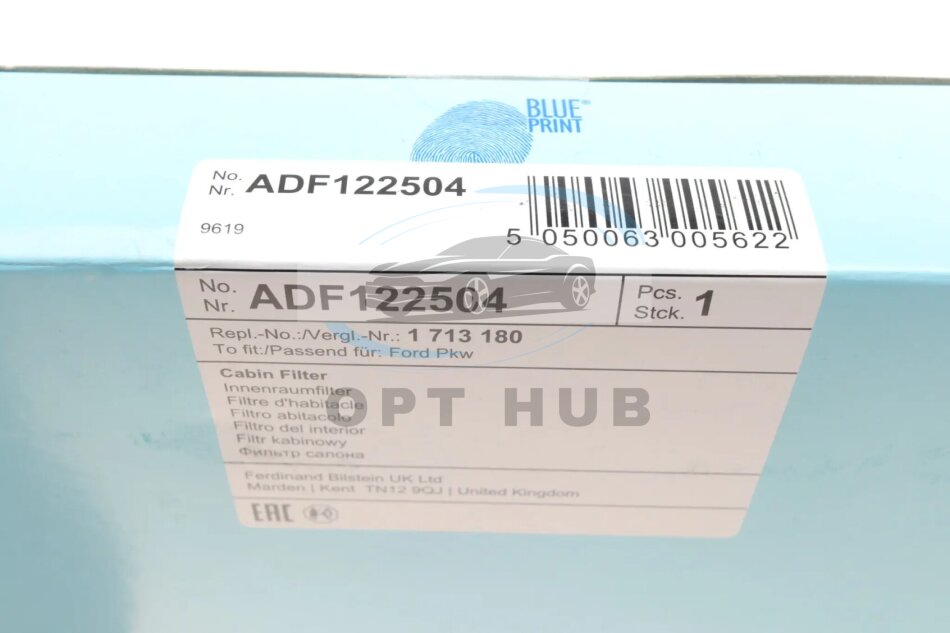 BLUE®
PRINT
No.
Nr. ADF122504
9619
5 050063 005622
No.
Nr. ADF122504
Pcs.
Stck. 1
Repl.-No.:/Vergl.-Nr.: 1 713 180
To fit:/Passend für: Ford Pkw
Cabin Filter
Innenraumfilter
Filtre d'habitacle
Filtro abitacolo
Filtro del interior
Filtr kabinowy
Фильтр салона
OPT HUB
Ferdinand Bilstein UK Ltd
Marden | Kent TN12 9QJ | United Kingdom
EAC